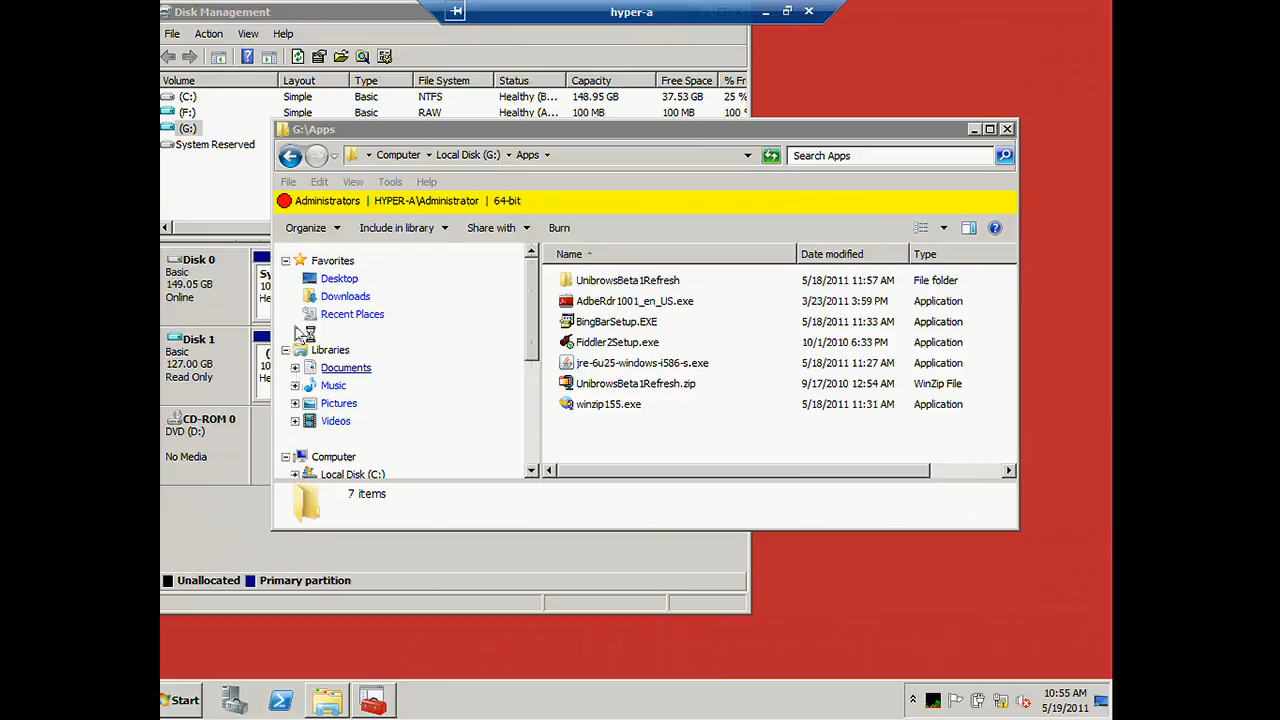 Disk Management
hyper-a
File Action View Help
Volume Layout Type File System Status Capacity Free Space % Fr
(C:) Simple Basic NTFS Healthy (B... 148.95 GB 37.53 GB 25 %
(F:) Simple Basic RAW Healthy (A... 100 MB 100 MB 100 %
(G:)
System Reserved
G:\Apps
Computer Local Disk (G:) Apps
Search Apps
File Edit View Tools Help
Administrators | HYPER-A\Administrator | 64-bit
Organize Include in library Share with Burn
Favorites
Desktop
Downloads
Recent Places
Libraries
Documents
Music
Pictures
Videos
Computer
Local Disk (C:)
Name Date modified Type
UnibrowsBeta1Refresh 5/18/2011 11:57 AM File folder
AdbeRdr1001_en_US.exe 3/23/2011 3:59 PM Application
BingBarSetup.EXE 5/18/2011 11:33 AM Application
Fiddler2Setup.exe 10/1/2010 6:33 PM Application
jre-6u25-windows-i586-s.exe 5/18/2011 11:27 AM Application
UnibrowsBeta1Refresh.zip 9/17/2010 12:54 AM WinZip File
winzip155.exe 5/18/2011 11:31 AM Application
7 items
Disk 0
Basic
149.05 GB
Online
Sy
10
He
Disk 1
Basic
127.00 GB
Read Only
(
10
He
CD-ROM 0
DVD (D:)
No Media
Unallocated Primary partition
Start
10:55 AM
5/19/2011